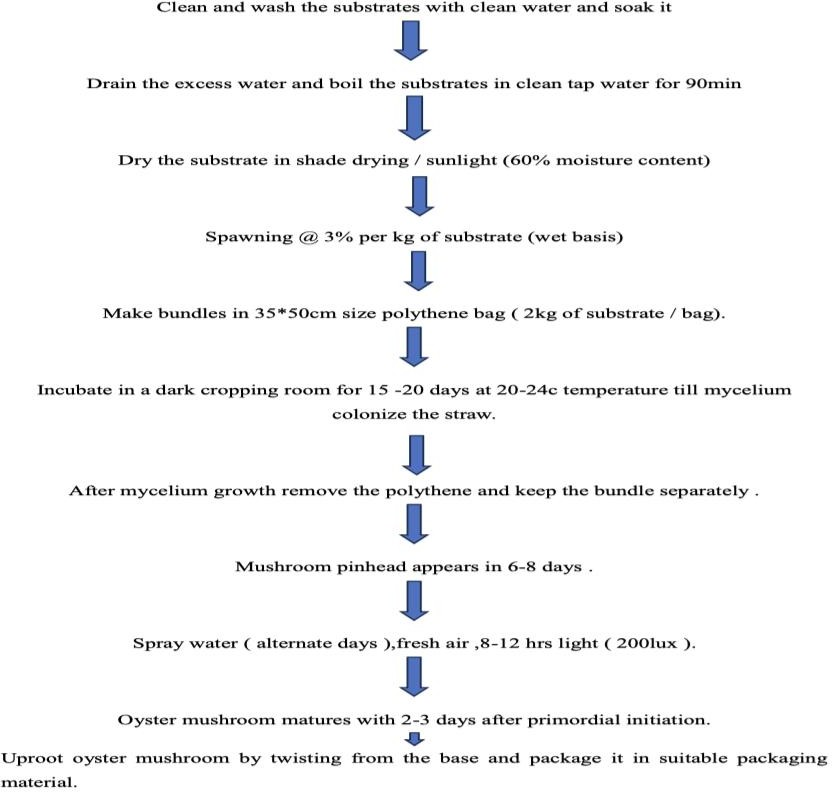 Clean and wash the substrates with clean water and soak it
Drain the excess water and boil the substrates in clean tap water for 90min
Dry the substrate in shade drying / sunlight (60% moisture content)
Spawning @ 3% per kg of substrate (wet basis)
Make bundles in 35*50cm size polythene bag ( 2kg of substrate / bag).
Incubate in a dark cropping room for 15 -20 days at 20-24c temperature till mycelium
colonize the straw.
After mycelium growth remove the polythene and keep the bundle separately .
Mushroom pinhead appears in 6-8 days .
Spray water ( alternate days ),fresh air ,8-12 hrs light ( 200lux ).
Oyster mushroom matures with 2-3 days after primordial initiation.
Uproot oyster mushroom by twisting from the base and package it in suitable packaging
material.